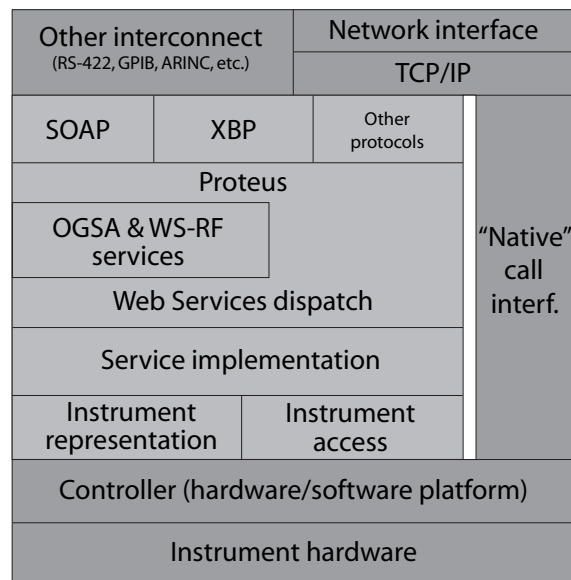 Other interconnect
(RS-422, GPIB, ARINC, etc.)
Network interface
TCP/IP
SOAP
XBP
Other
protocols
Proteus
OGSA & WS-RF
services
Web Services dispatch
“Native”
call
interf.
Service implementation
Instrument
representation
Instrument
access
Controller (hardware/software platform)
Instrument hardware